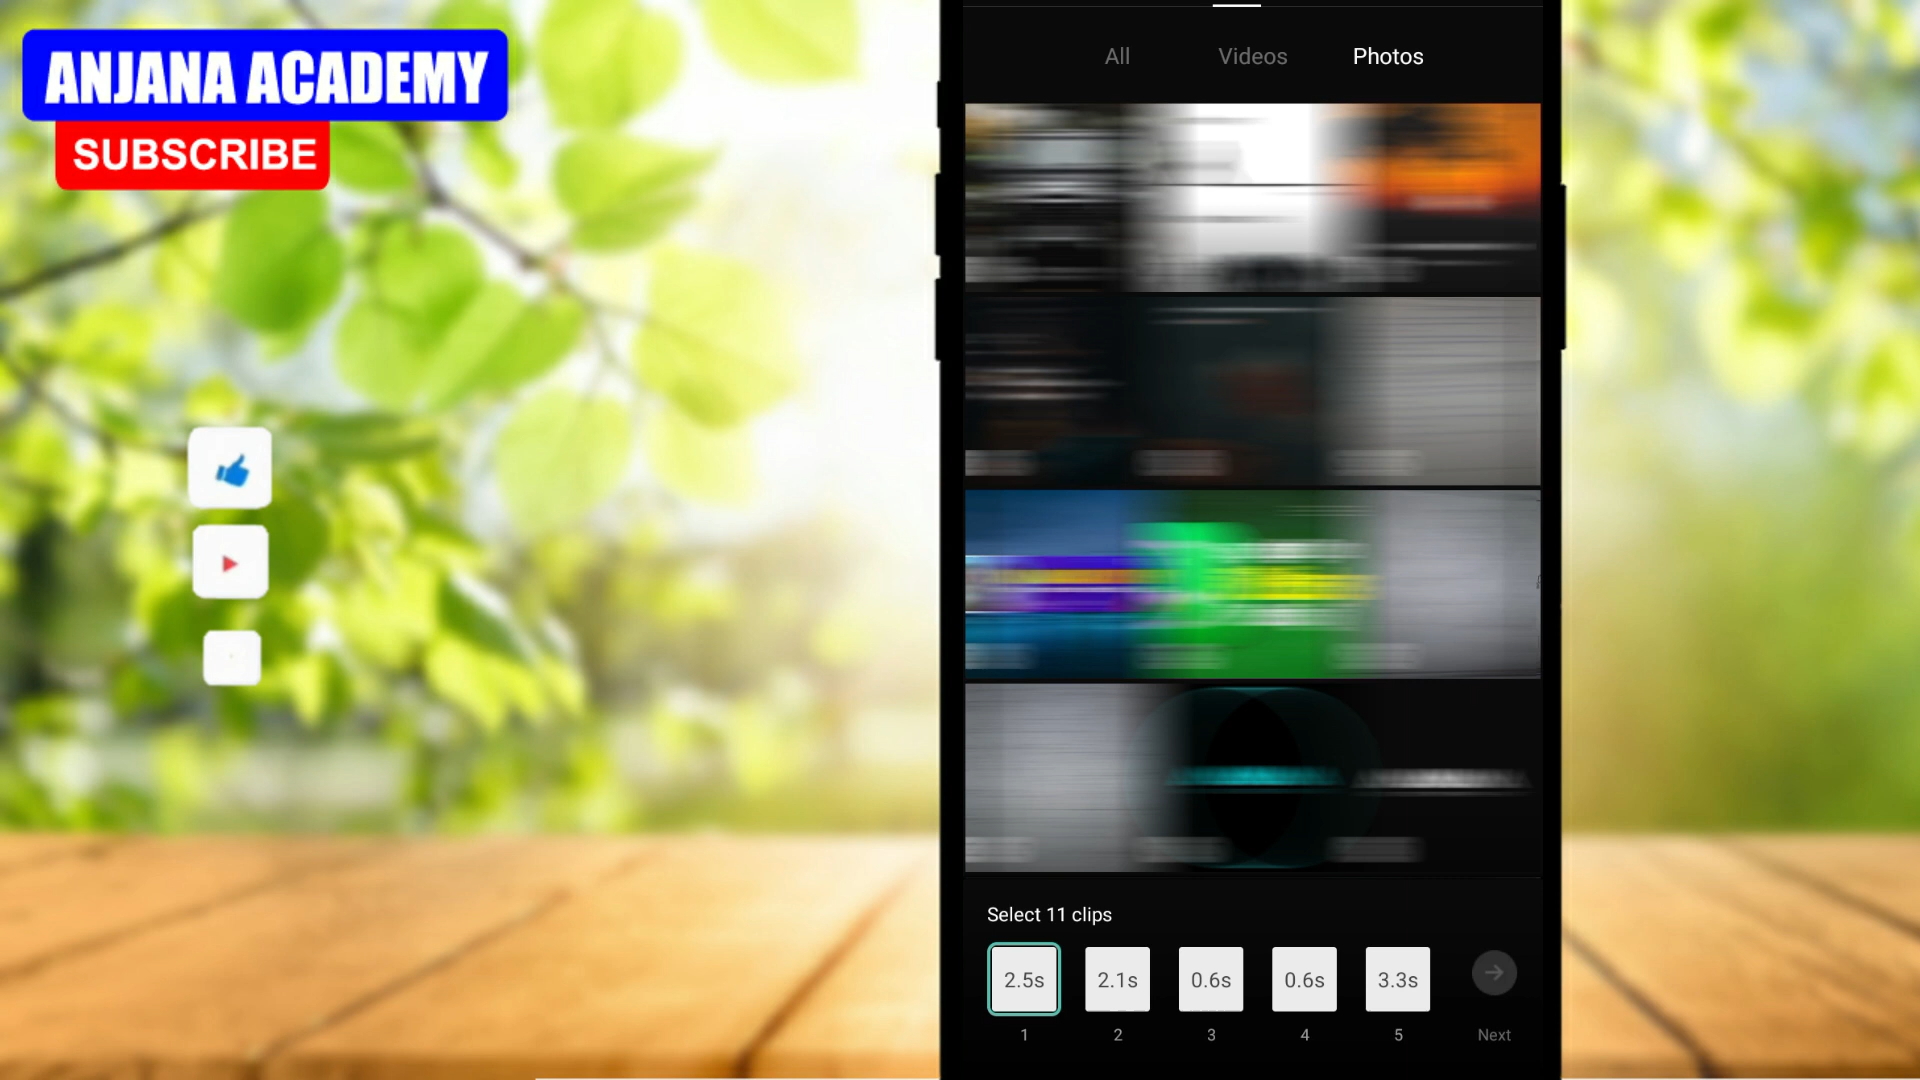 ANJANA ACADEMY
SUBSCRIBE
All Videos Photos
Select 11 clips
2.5s 2.1s 0.6s 0.6s 3.3s
1 2 3 4 5 Next